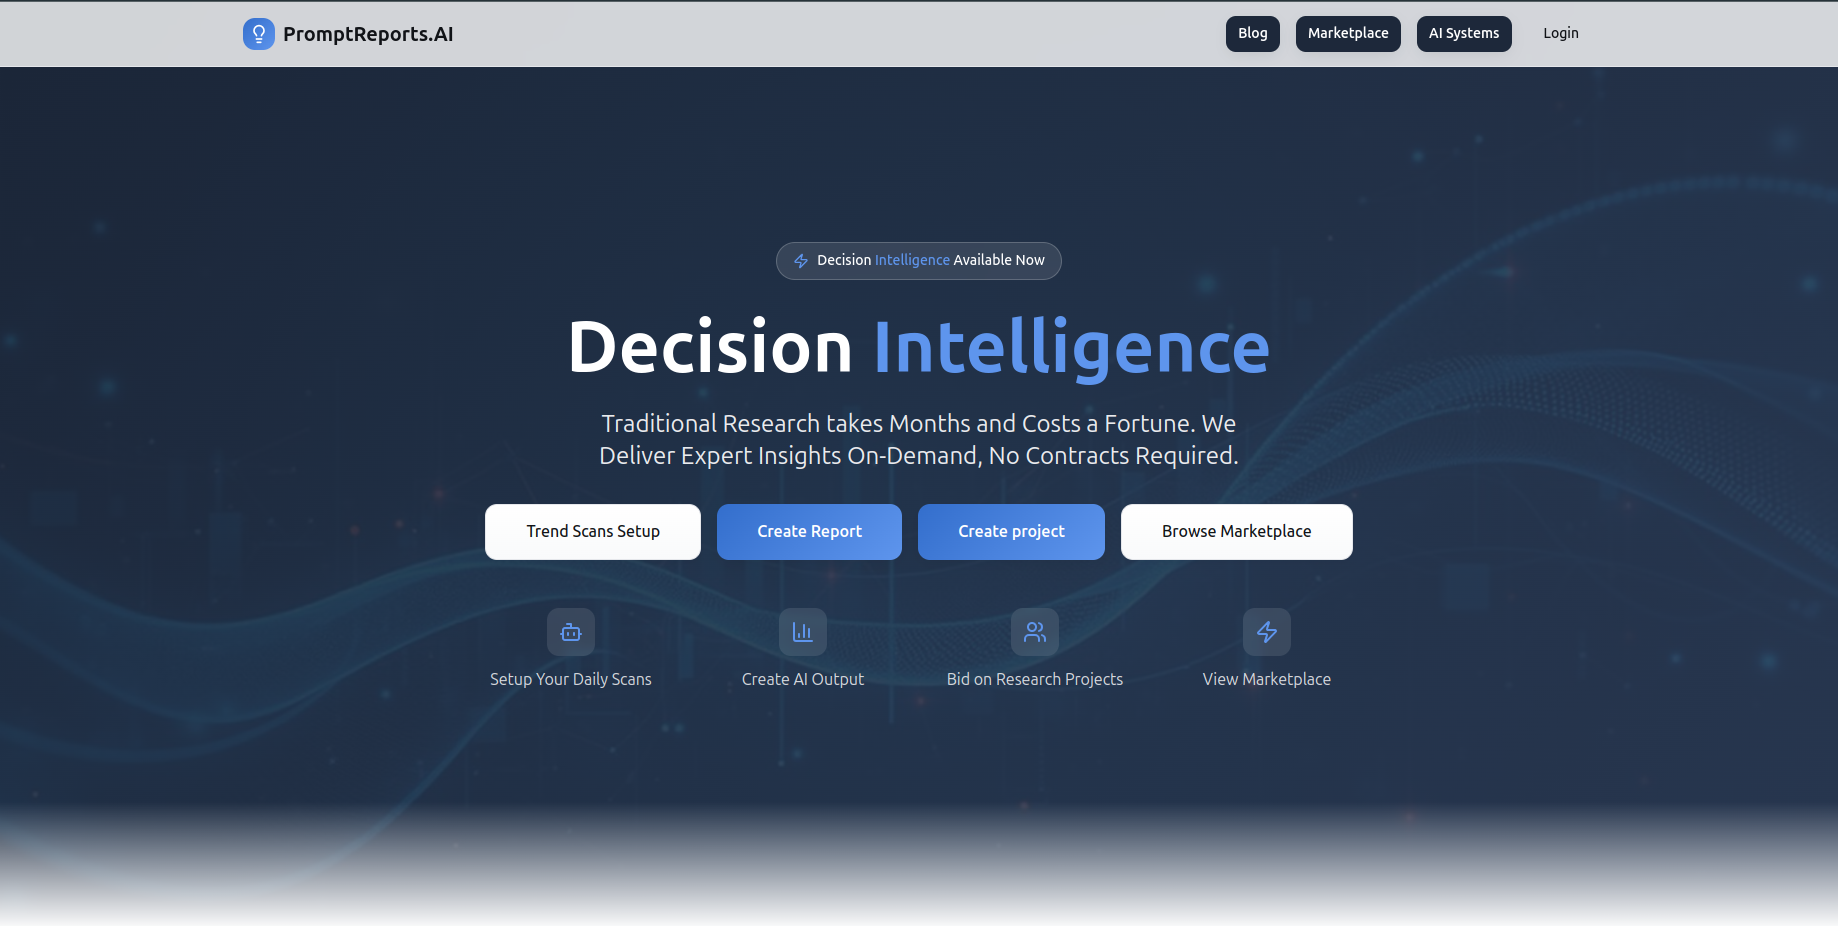 PromptReports.AI
Blog
Marketplace
AI Systems
Login
Decision Intelligence Available Now
Decision Intelligence
Traditional Research takes Months and Costs a Fortune. We
Deliver Expert Insights On-Demand, No Contracts Required.
Trend Scans Setup
Create Report
Create project
Browse Marketplace
Setup Your Daily Scans
Create AI Output
Bid on Research Projects
View Marketplace